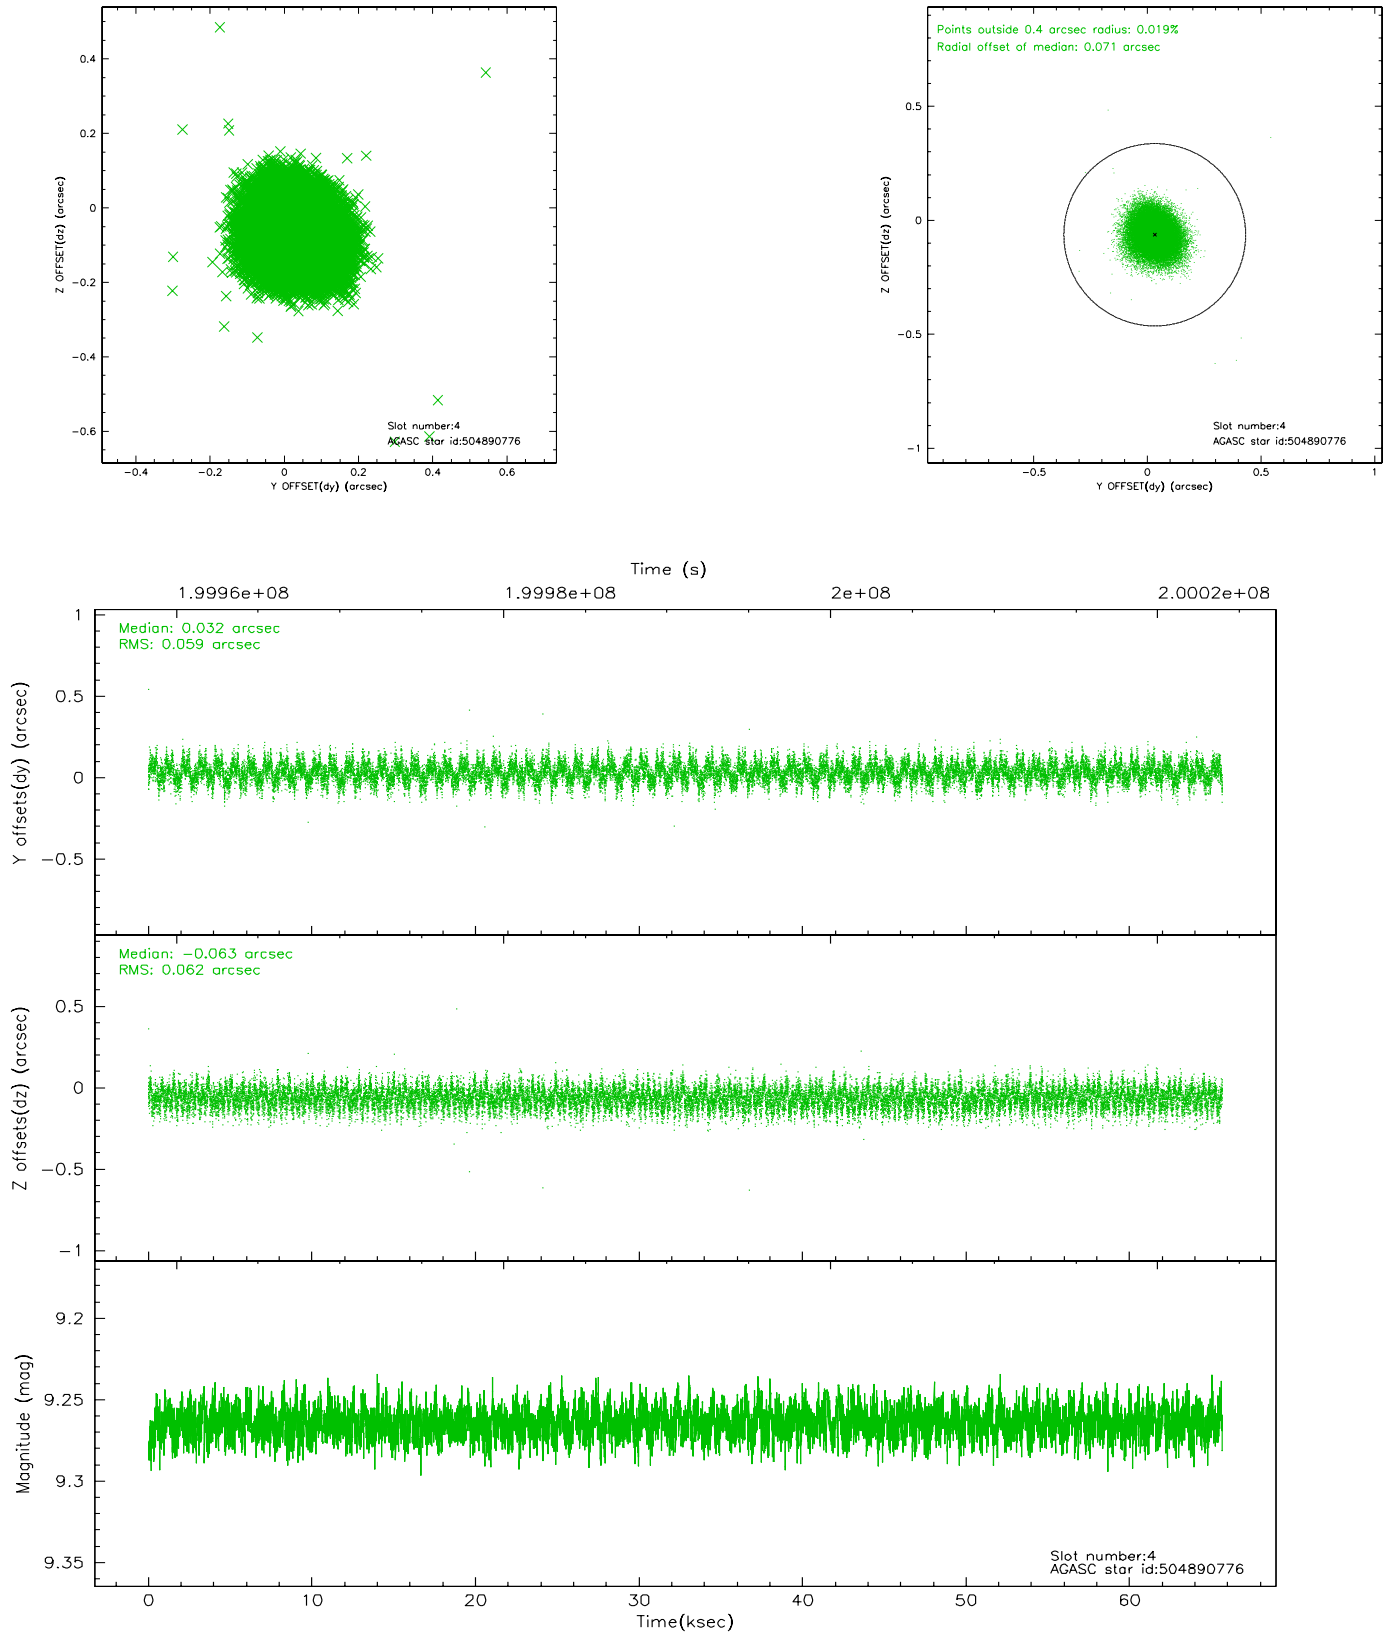 0.4
0.2
0
−0.2
−0.4
−0.6
Z OFFSET(dz) (arcsec)
Slot number:4
AGASC star id:504890776
−0.4 −0.2 0 0.2 0.4 0.6
Y OFFSET(dy) (arcsec)
Points outside 0.4 arcsec radius: 0.019%
Radial offset of median: 0.071 arcsec
0.5
0
−0.5
−1
Z OFFSET(dz) (arcsec)
Slot number:4
AGASC star id:504890776
−0.5 0 0.5 1
Y OFFSET(dy) (arcsec)
Time (s)
1.9996e+08 1.9998e+08 2e+08 2.0002e+08
Median: 0.032 arcsec
RMS: 0.059 arcsec
1
0.5
0
−0.5
Y offsets(dy) (arcsec)
Median: −0.063 arcsec
RMS: 0.062 arcsec
0.5
0
−0.5
−1
Z offsets(dz) (arcsec)
9.2
9.25
9.3
9.35
Magnitude (mag)
Slot number:4
AGASC star id:504890776
0 10 20 30 40 50 60
Time(ksec)